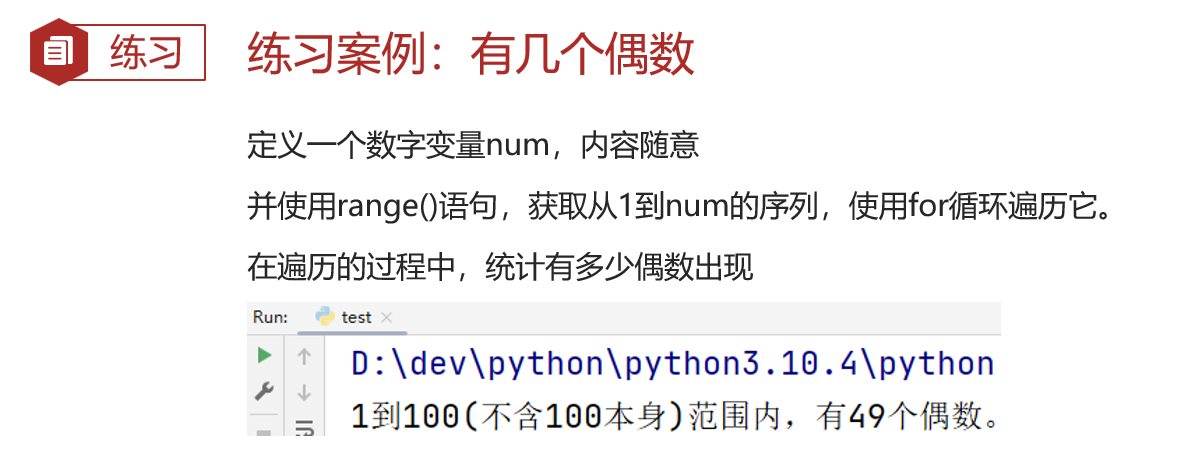 练习
练习案例：有几个偶数
定义一个数字变量num，内容随意
并使用range()语句，获取从1到num的序列，使用for循环遍历它。
在遍历的过程中，统计有多少偶数出现
Run: test
D:\dev\python\python3.10.4\python
1到100(不含100本身)范围内，有49个偶数。